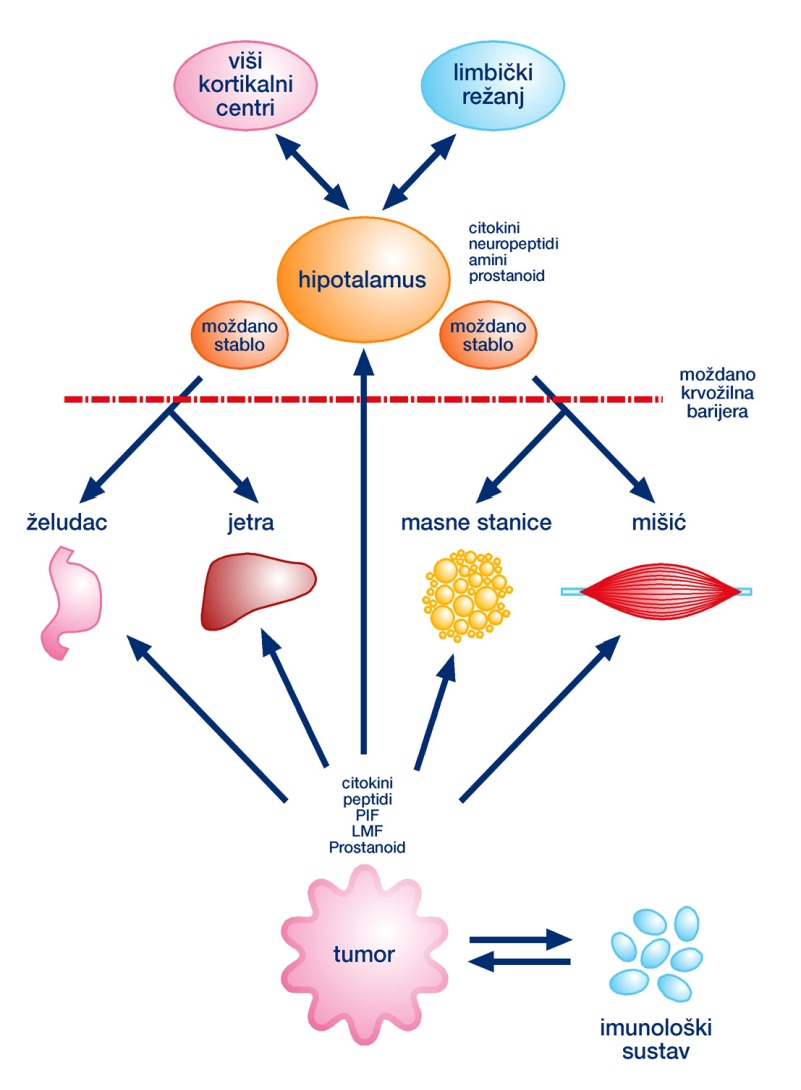 viši
kortikalni
centri
limbički
režanj
hipotalamus
citokini
neuropeptidi
amini
prostanoid
moždano
stablo
moždano
stablo
moždano
krvožilna
barijera
želudac
jetra
masne stanice
mišić
citokini
peptidi
PIF
LMF
Prostanoid
tumor
imunološki
sustav